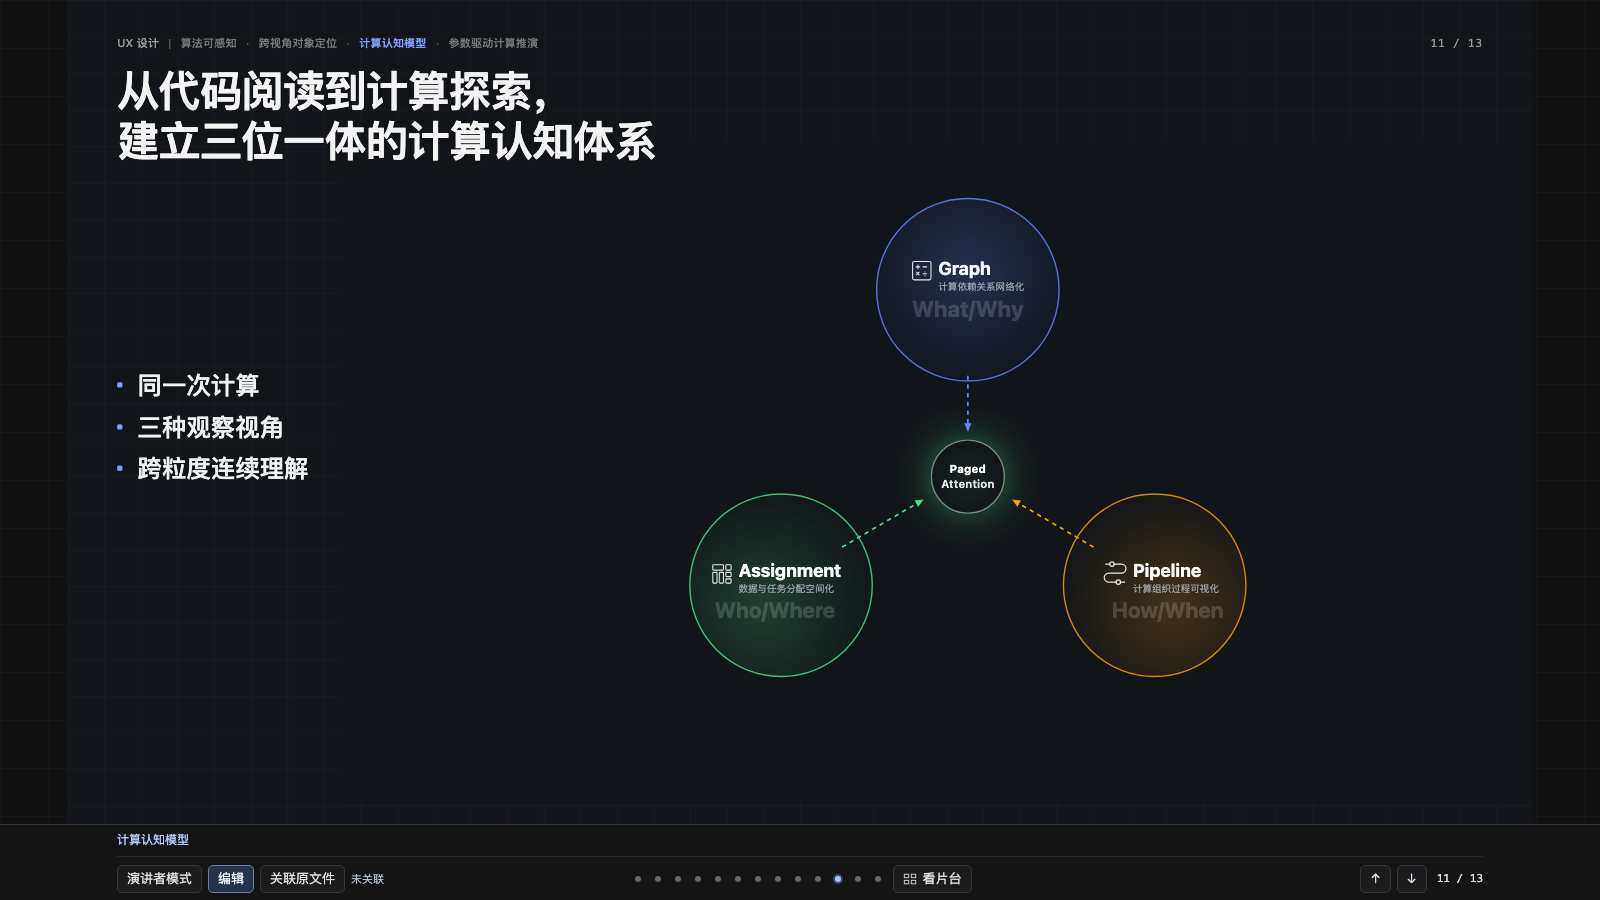 UX 设计 | 算法可感知 · 跨视角对象定位 · 计算认知模型 · 参数驱动计算推演
11 / 13
从代码阅读到计算探索，
建立三位一体的计算认知体系
同一次计算
三种观察视角
跨粒度连续理解
Graph
计算依赖关系网络化
What/Why
Paged
Attention
Assignment
数据与任务分配空间化
Who/Where
Pipeline
计算组织过程可视化
How/When
计算认知模型
演讲者模式 编辑 关联原文件 未关联
看片台
↑ ↓ 11 / 13